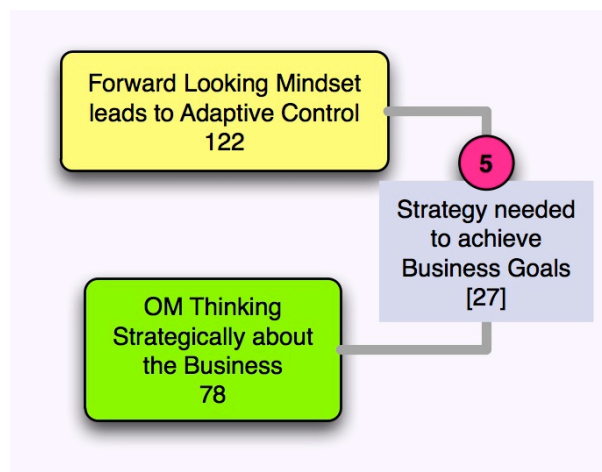 Forward Looking Mindset
leads to Adaptive Control
122
5
Strategy needed
to achieve
Business Goals
[27]
OM Thinking
Strategically about
the Business
78